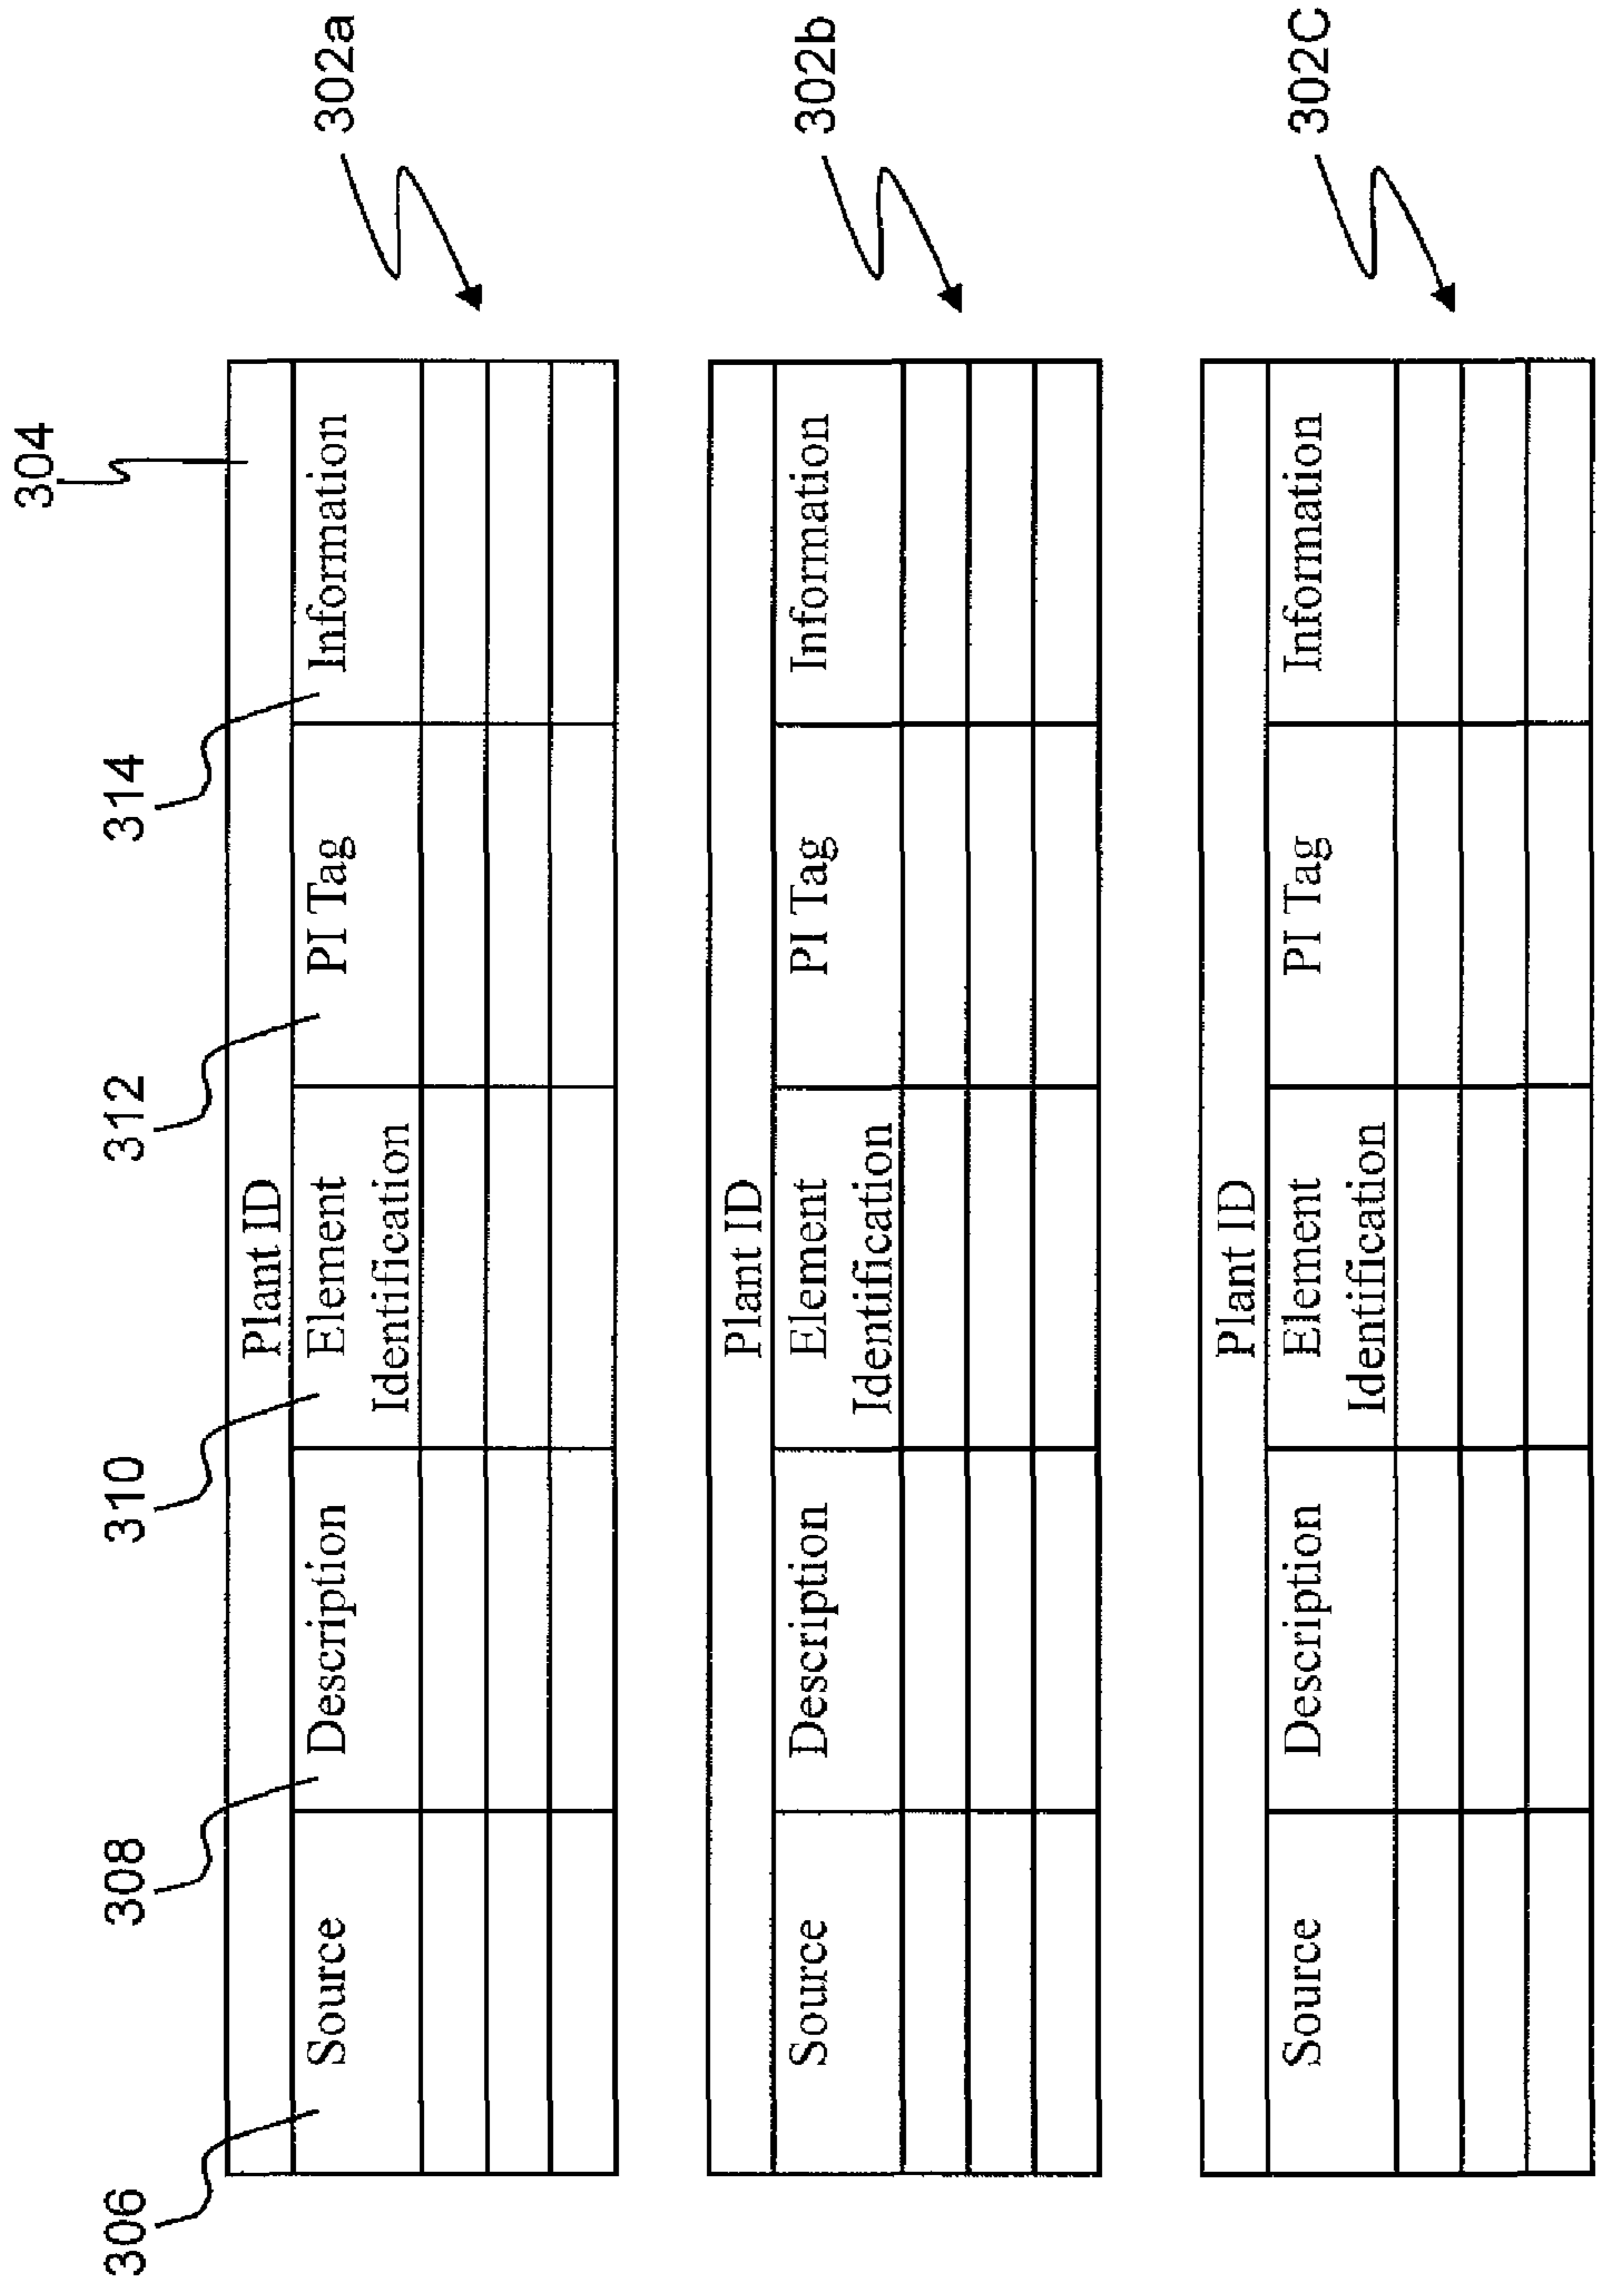 304
306
308
310
312
314
Plant ID
Source
Description
Element
Identification
PI Tag
Information
302a
Plant ID
Source
Description
Element
Identification
PI Tag
Information
302b
Plant ID
Source
Description
Element
Identification
PI Tag
Information
302C